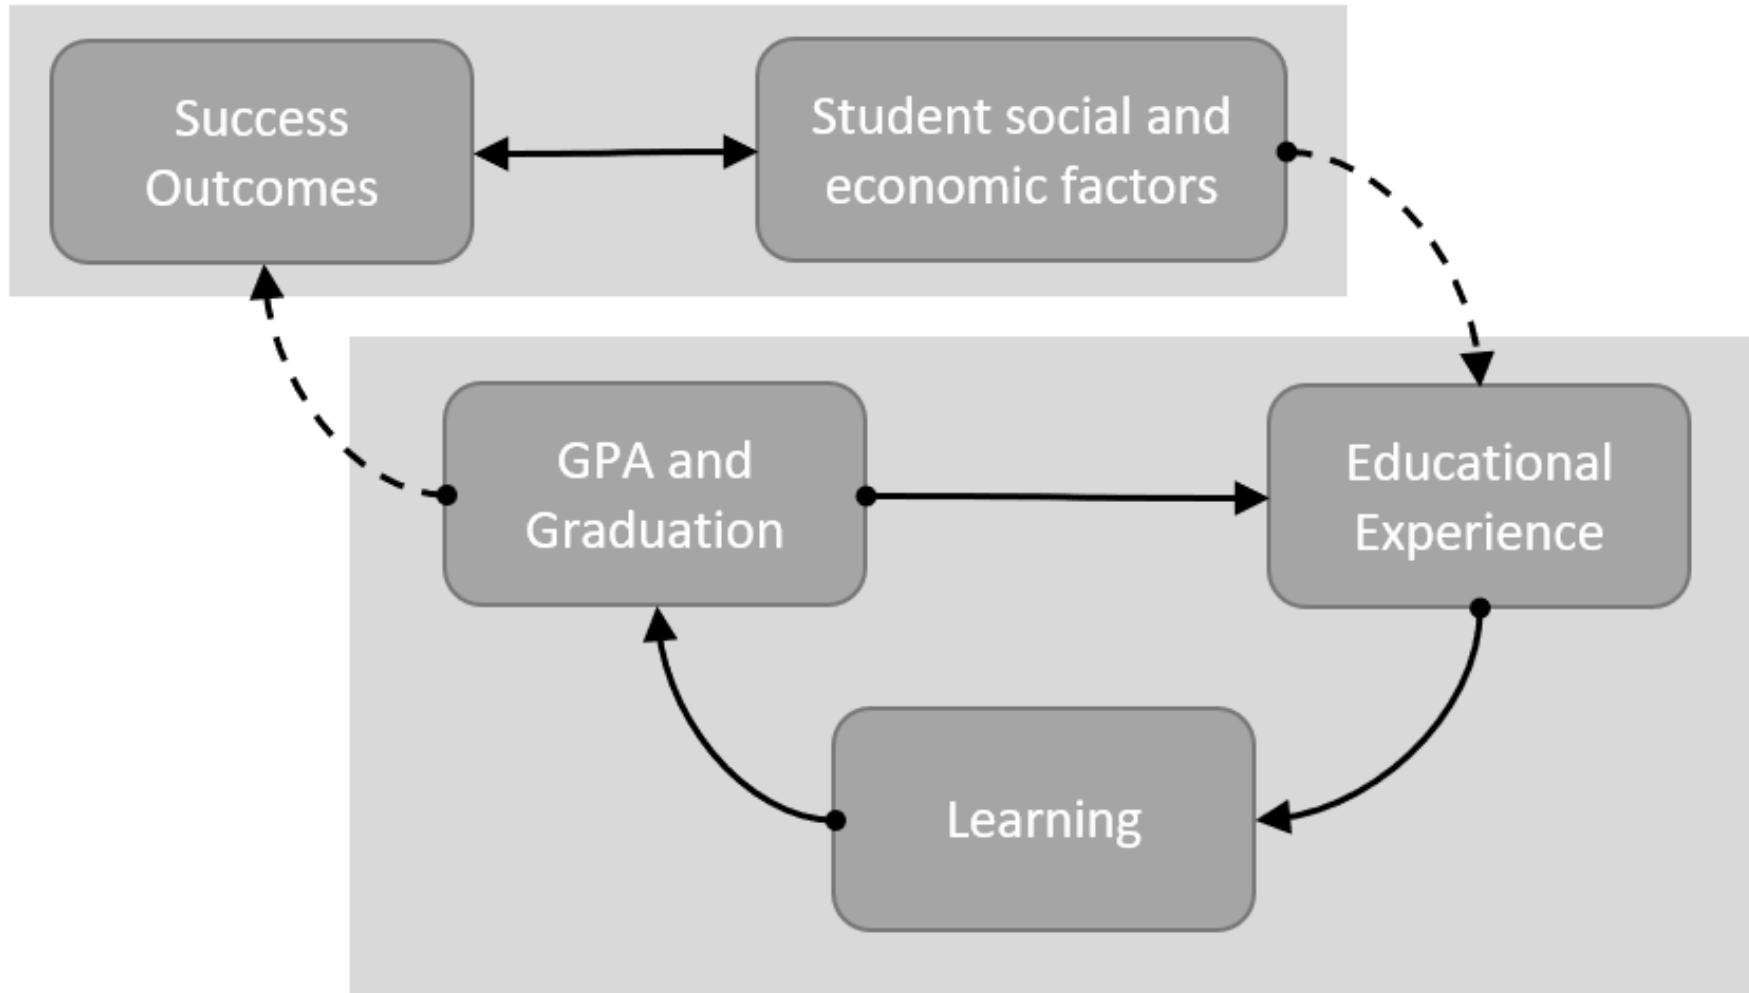 Success
Outcomes
Student social and
economic factors
GPA and
Graduation
Educational
Experience
Learning